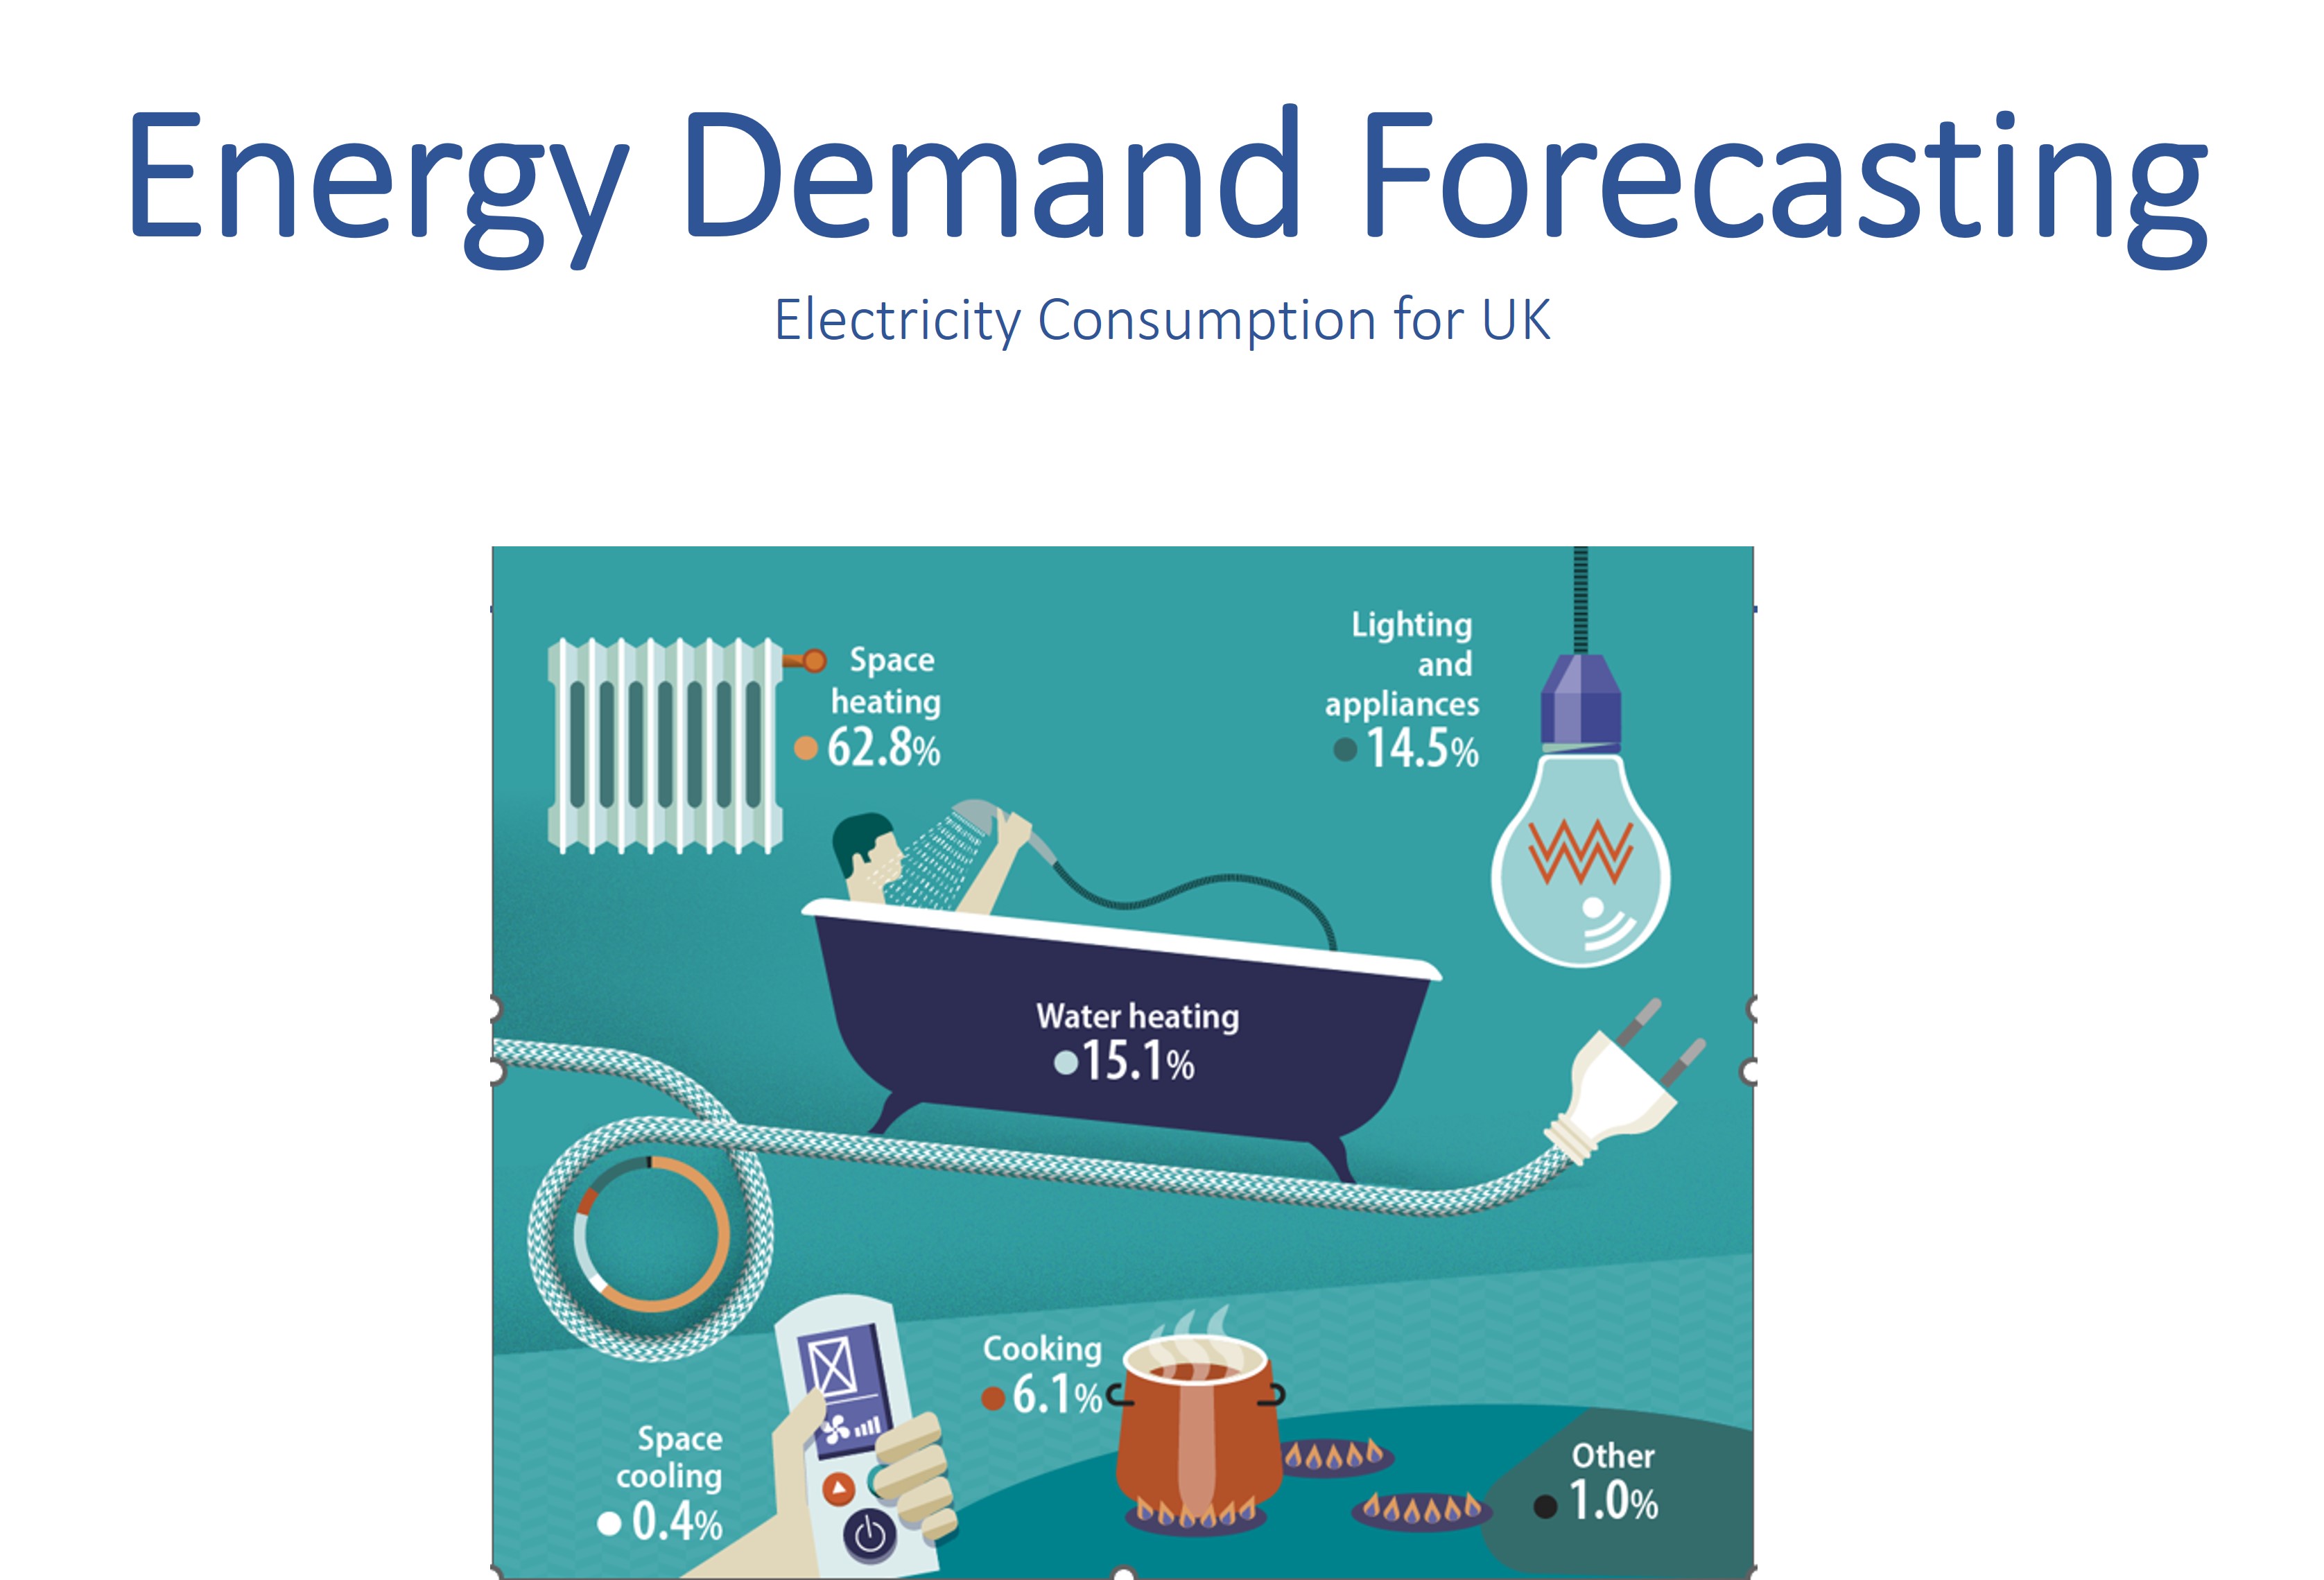 Energy Demand Forecasting
Electricity Consumption for UK
Space
heating
62.8%
Lighting
and
appliances
14.5%
Water heating
15.1%
Cooking
6.1%
Space
cooling
0.4%
Other
1.0%